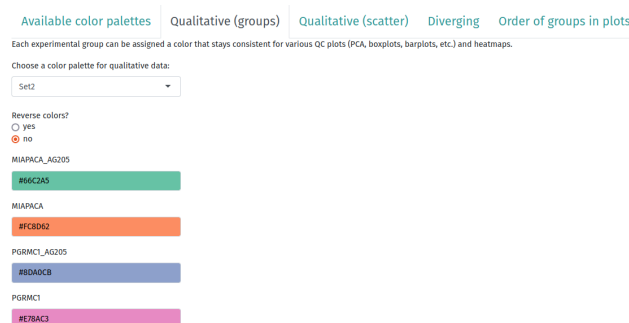 Available color palettes Qualitative (groups) Qualitative (scatter) Diverging Order of groups in plots
Each experimental group can be assigned a color that stays consistent for various QC plots (PCA, boxplots, barplots, etc.) and heatmaps.
Choose a color palette for qualitative data:
Set2
Reverse colors?
yes
no
MIAPACA_AG205
#66C2A5
MIAPACA
#FC8D62
PGRMC1_AG205
#8DA0CB
PGRMC1
#E78AC3